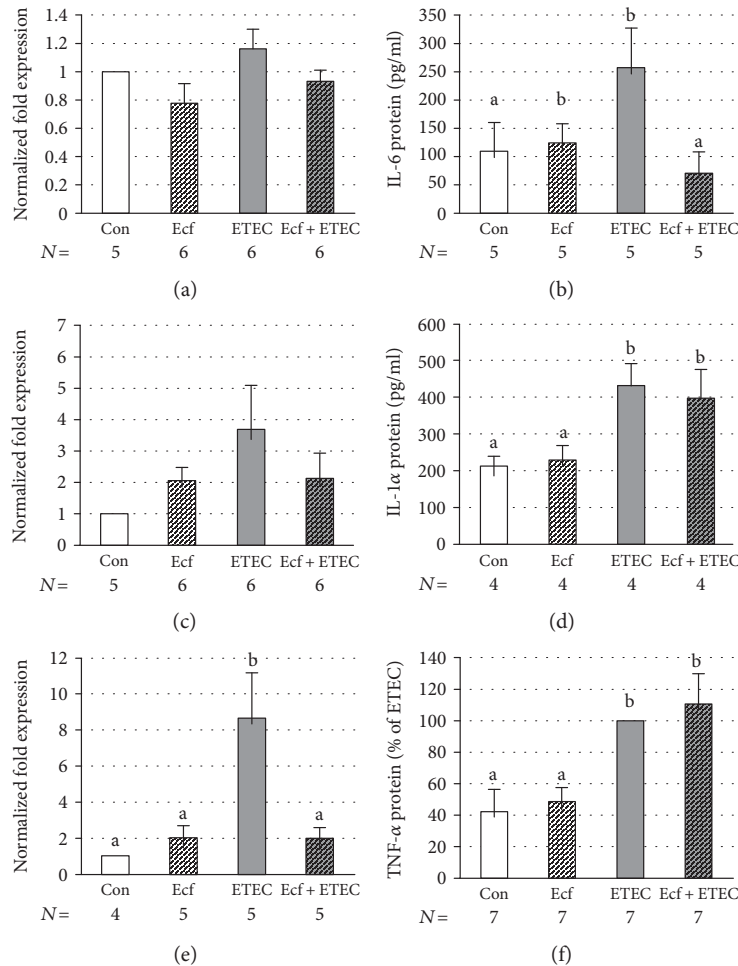 Normalized fold expression
1.4
1.2
1
0.8
0.6
0.4
0.2
0
Con Ecf ETEC Ecf + ETEC
N= 5 6 6 6
(a)
IL-6 protein (pg/ml)
350
300
250
200
150
100
50
0
a b b a
Con Ecf ETEC Ecf + ETEC
N= 5 5 5 5
(b)
Normalized fold expression
7
6
5
4
3
2
1
0
Con Ecf ETEC Ecf + ETEC
N= 5 6 6 6
(c)
IL-1α protein (pg/ml)
600
500
400
300
200
100
0
a a b b
Con Ecf ETEC Ecf + ETEC
N= 4 4 4 4
(d)
Normalized fold expression
12
10
8
6
4
2
0
a a b a
Con Ecf ETEC Ecf + ETEC
N= 4 5 5 5
(e)
TNF-α protein (% of ETEC)
140
120
100
80
60
40
20
0
a a b b
Con Ecf ETEC Ecf + ETEC
N= 7 7 7 7
(f)